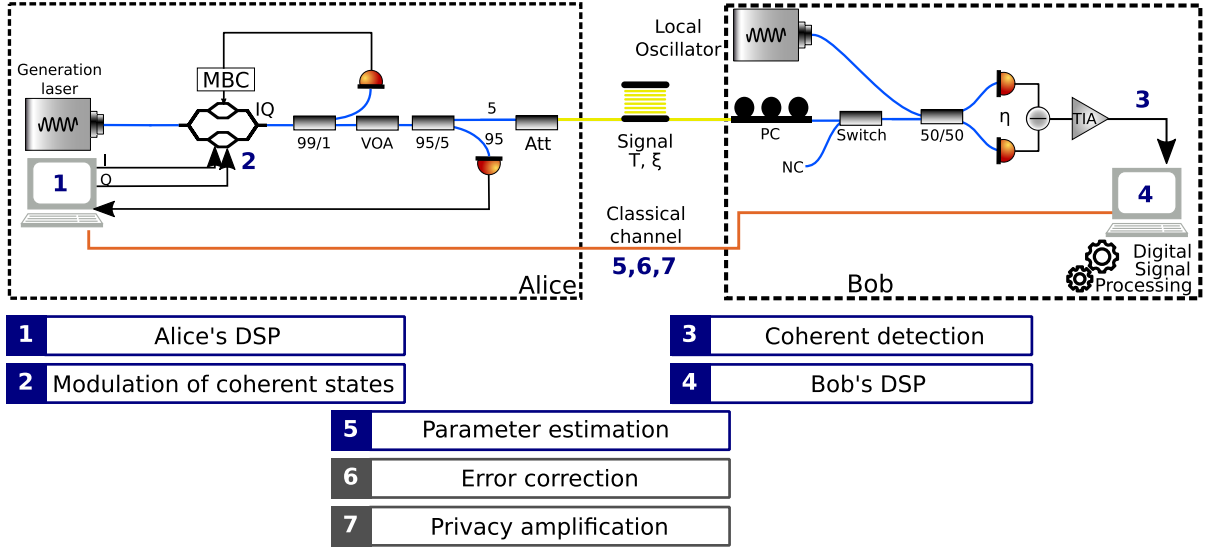 Generation
laser
MBC
IQ
I
Q
1
2
99/1
VOA
95/5
5
95
Att
Alice
Signal
T, ξ
Classical
channel
5,6,7
Local
Oscillator
PC
NC
Switch
50/50
η
TIA
3
4
Digital
Signal
Processing
Bob
1 Alice's DSP
2 Modulation of coherent states
3 Coherent detection
4 Bob's DSP
5 Parameter estimation
6 Error correction
7 Privacy amplification